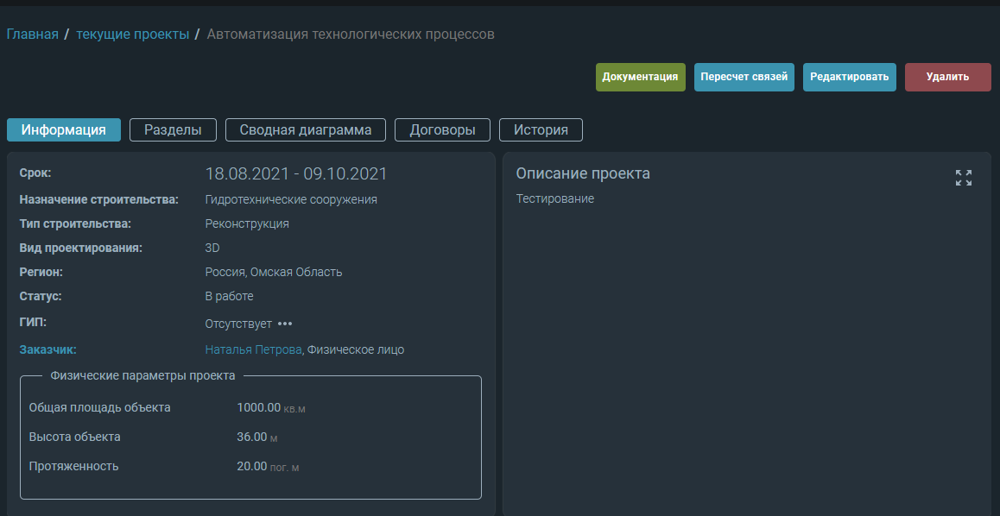 Главная / текущие проекты / Автоматизация технологических процессов
Документация Пересчет связей Редактировать Удалить
Информация Разделы Сводная диаграмма Договоры История
Срок: 18.08.2021 - 09.10.2021
Назначение строительства: Гидротехнические сооружения
Тип строительства: Реконструкция
Вид проектирования: 3D
Регион: Россия, Омская Область
Статус: В работе
ГИП: Отсутствует •••
Заказчик: Наталья Петрова, Физическое лицо
Физические параметры проекта
Общая площадь объекта 1000.00 кв.м
Высота объекта 36.00 м
Протяженность 20.00 пог. м
Описание проекта
Тестирование